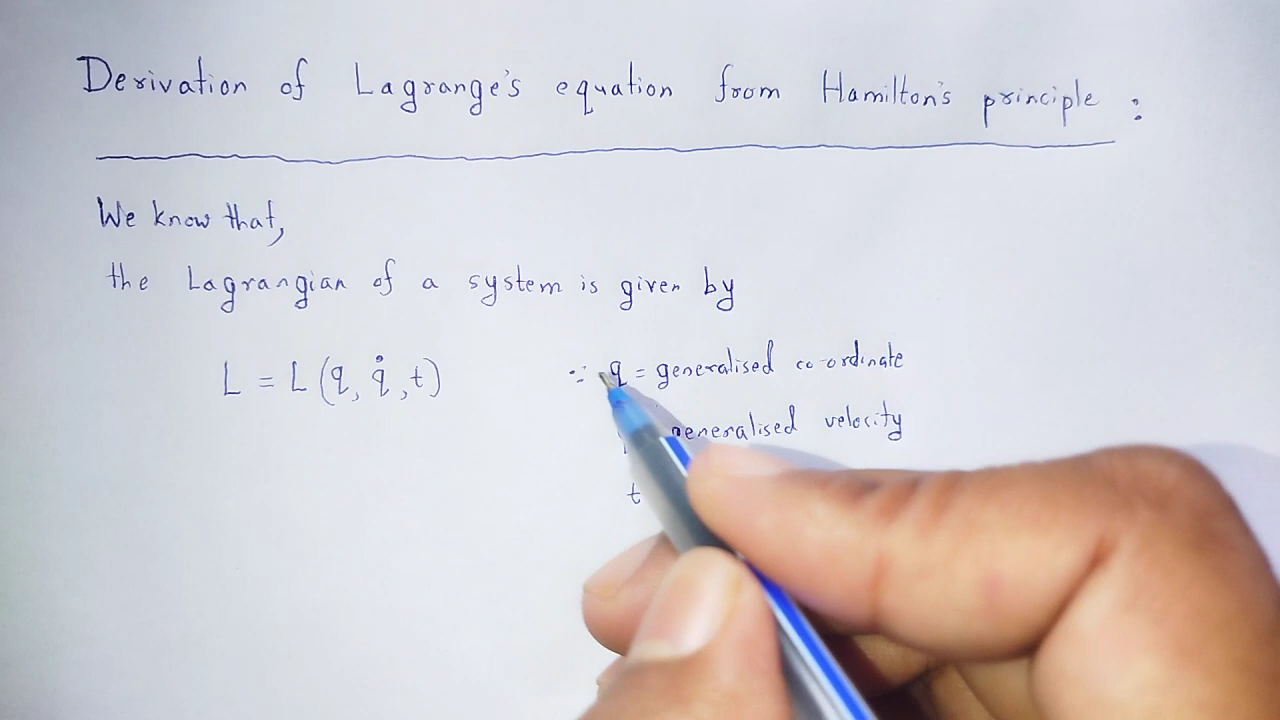 Derivation of Lagrange's equation from Hamilton's principle :
We know that,
the Lagrangian of a system is given by
L = L (q, q̇, t) ∵ q = generalised co-ordinate
generalised velocity
t